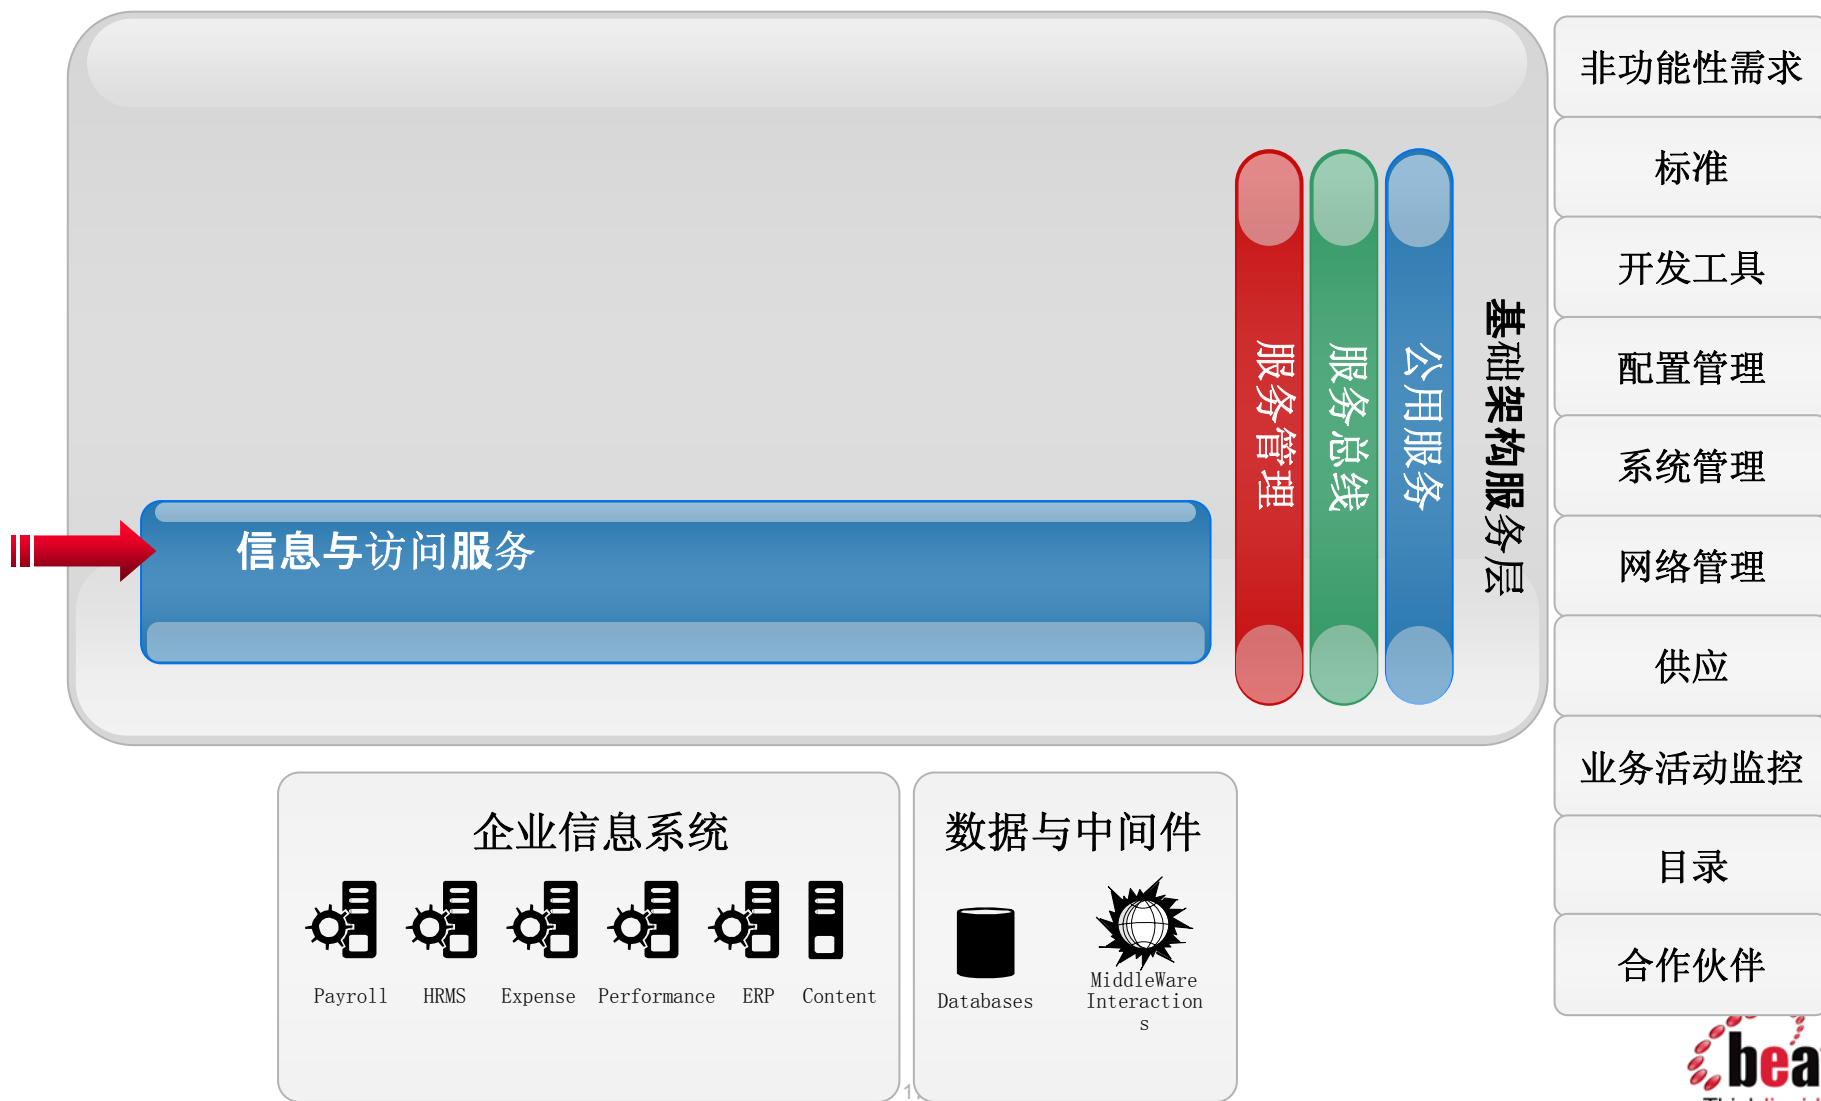 非功能性需求
标准
开发工具
配置管理
系统管理
网络管理
供应
业务活动监控
目录
合作伙伴
服务管理
服务总线
公用服务
基础架构服务层
信息与访问服务
企业信息系统
Payroll
HRMS
Expense
Performance
ERP
Content
数据与中间件
Databases
MiddleWare
Interaction
s
bea